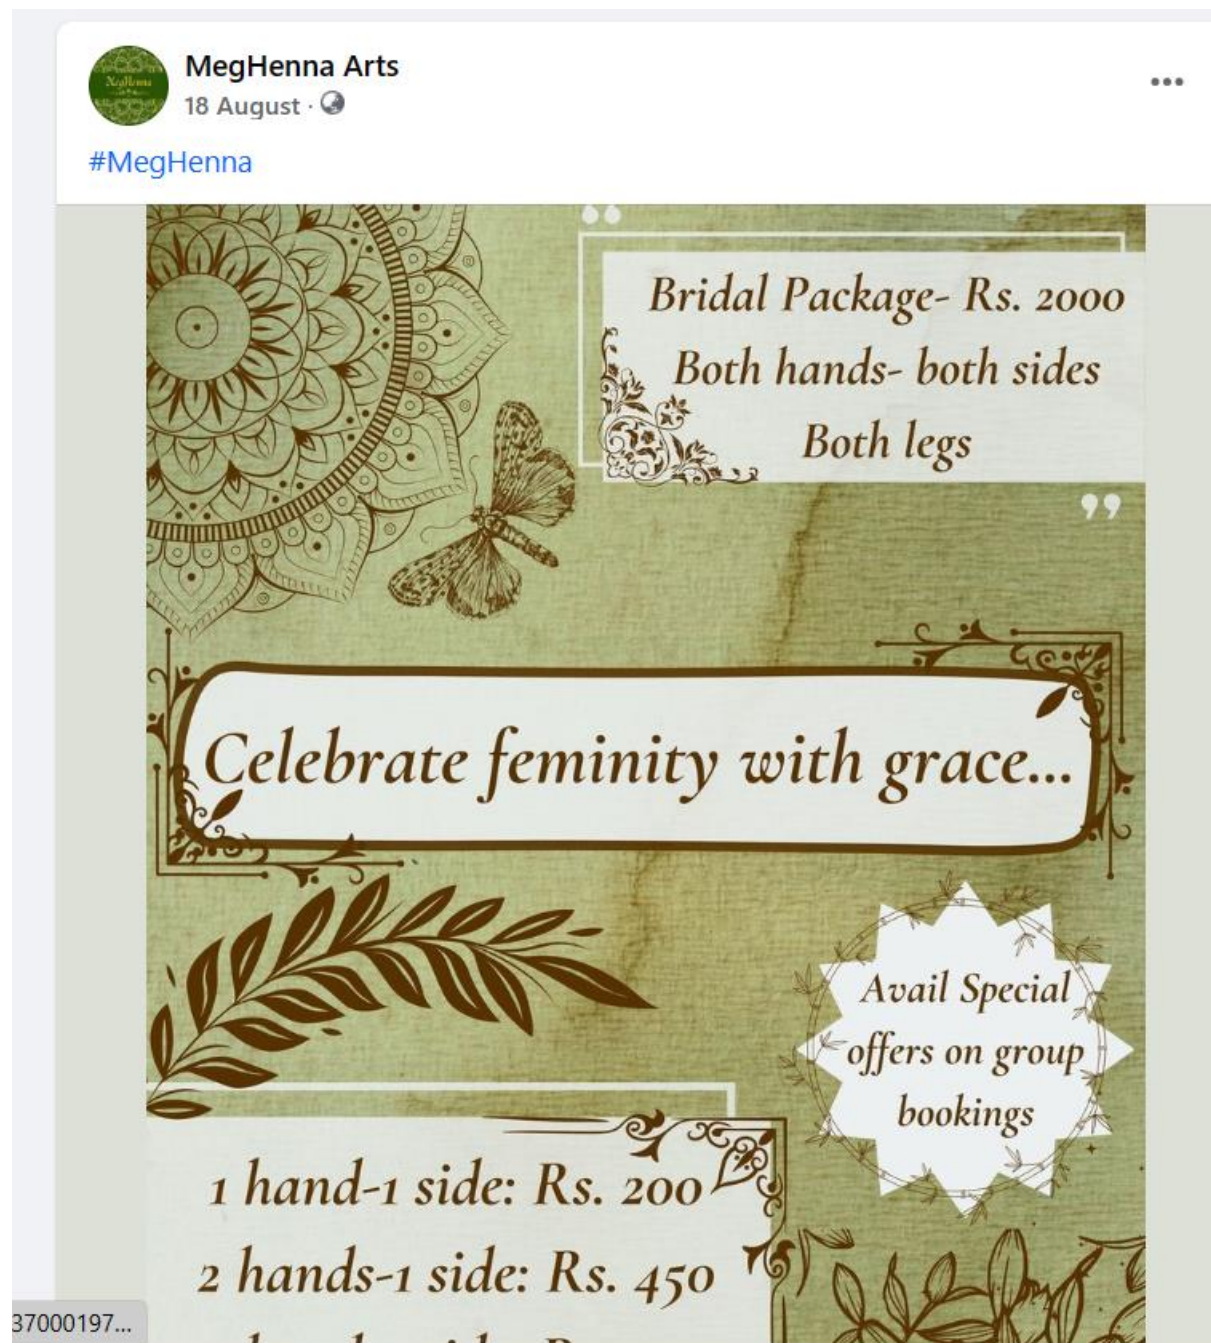 MegHenna Arts
18 August ·
#MegHenna
MegHenna
Bridal Package- Rs. 2000
Both hands- both sides
Both legs
Celebrate feminity with grace...
Avail Special
offers on group
bookings
1 hand-1 side: Rs. 200
2 hands-1 side: Rs. 450
37000197...